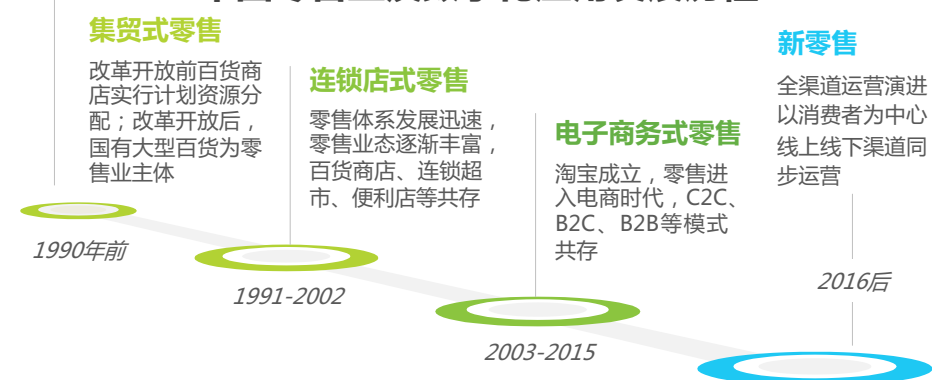 集贸式零售
改革开放前百货商
店实行计划资源分
配；改革开放后，
国有大型百货为零
售业主体
1990年前
连锁店式零售
零售体系发展迅速，
零售业态逐渐丰富，
百货商店、连锁超
市、便利店等共存
1991-2002
电子商务式零售
淘宝成立，零售进
入电商时代，C2C、
B2C、B2B等模式
共存
2003-2015
新零售
全渠道运营演进
以消费者为中心
线上线下渠道同
步运营
2016后